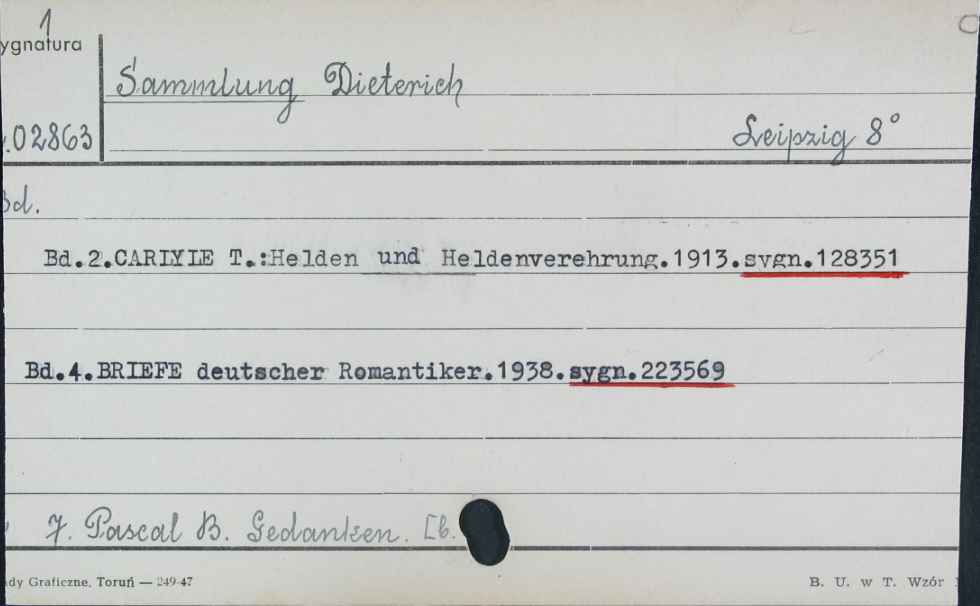 1
ygnatura
Sammlung Dieterich
.02863
Leipzig 8°
Bd.
Bd.2.CARLYLE T.:Helden und Heldenverehrung.1913.sygn.128351
Bd.4.BRIEFE deutscher Romantiker.1938.sygn.223569
7. Pascal B. Gedanken. [b.
dy Graficzne, Toruń — 249-47
B. U. w T. Wzór